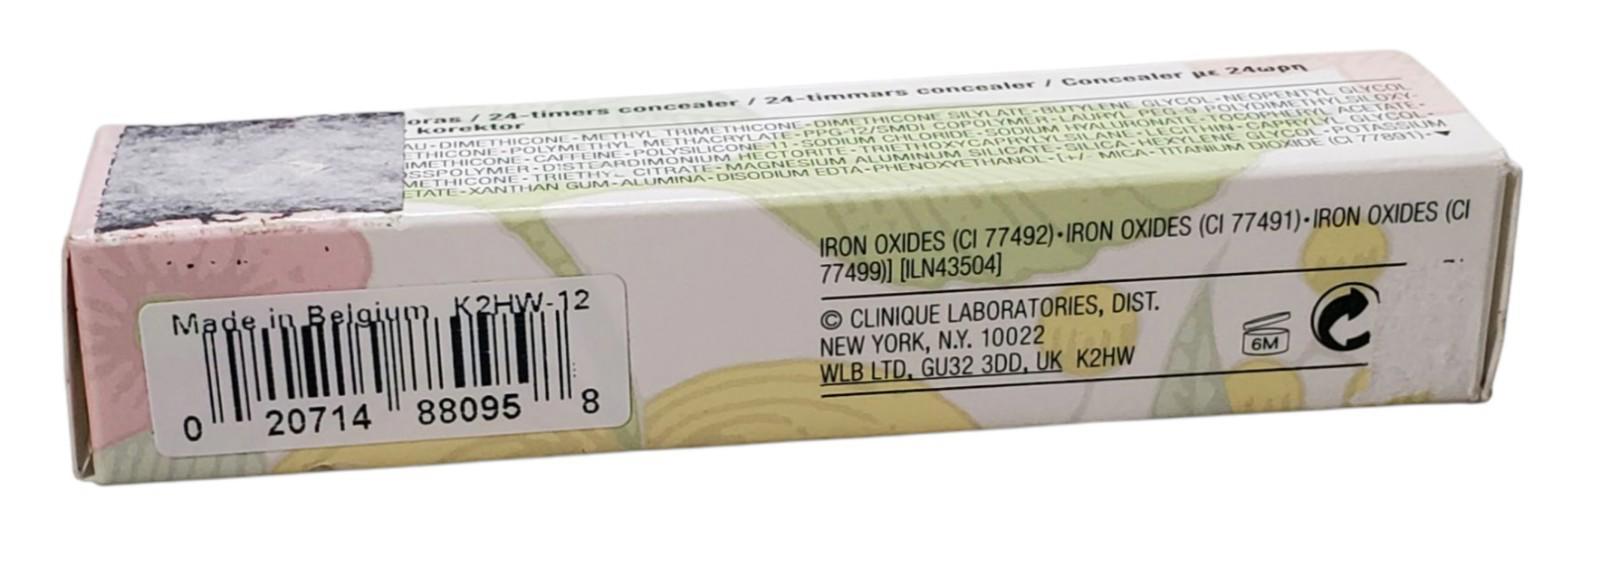 oras / 24-timers concealer / 24-timmars concealer / Concealer με 24ωρη
korektor
AU•DIMETHICONE•METHYL TRIMETHICONE•DIMETHICONE SILYLATE•BUTYLENE GLYCOL•NEOPENTYL GLYCOL
ETHICONE•POLYMETHYL METHACRYLATE•PPG-12/SMDI COPOLYMER•LAURYL PEG-9 POLYDIMETHYLSILOXY-
IMETHICONE•CAFFEINE•POLYSILICONE-11•SODIUM CHLORIDE•SODIUM HYALURONATE•TOCOPHERYL ACETATE•
OSSPOLYMER•DISTEARDIMONIUM HECTORITE•TRIETHOXYCAPRYLYLSILANE•LECITHIN•CAPRYLYL GLYCOL•
METHICONE•TRIETHYL CITRATE•MAGNESIUM ALUMINUM SILICATE•SILICA•HEXYLENE GLYCOL•POTASSIUM
ETATE•XANTHAN GUM•ALUMINA•DISODIUM EDTA•PHENOXYETHANOL•[+/- MICA•TITANIUM DIOXIDE (CI 77891)•
IRON OXIDES (CI 77492)•IRON OXIDES (CI 77491)•IRON OXIDES (CI
77499)] [ILN43504]
© CLINIQUE LABORATORIES, DIST.
NEW YORK, N.Y. 10022
WLB LTD, GU32 3DD, UK K2HW
6M
Made in Belgium K2HW-12
0 20714 88095 8